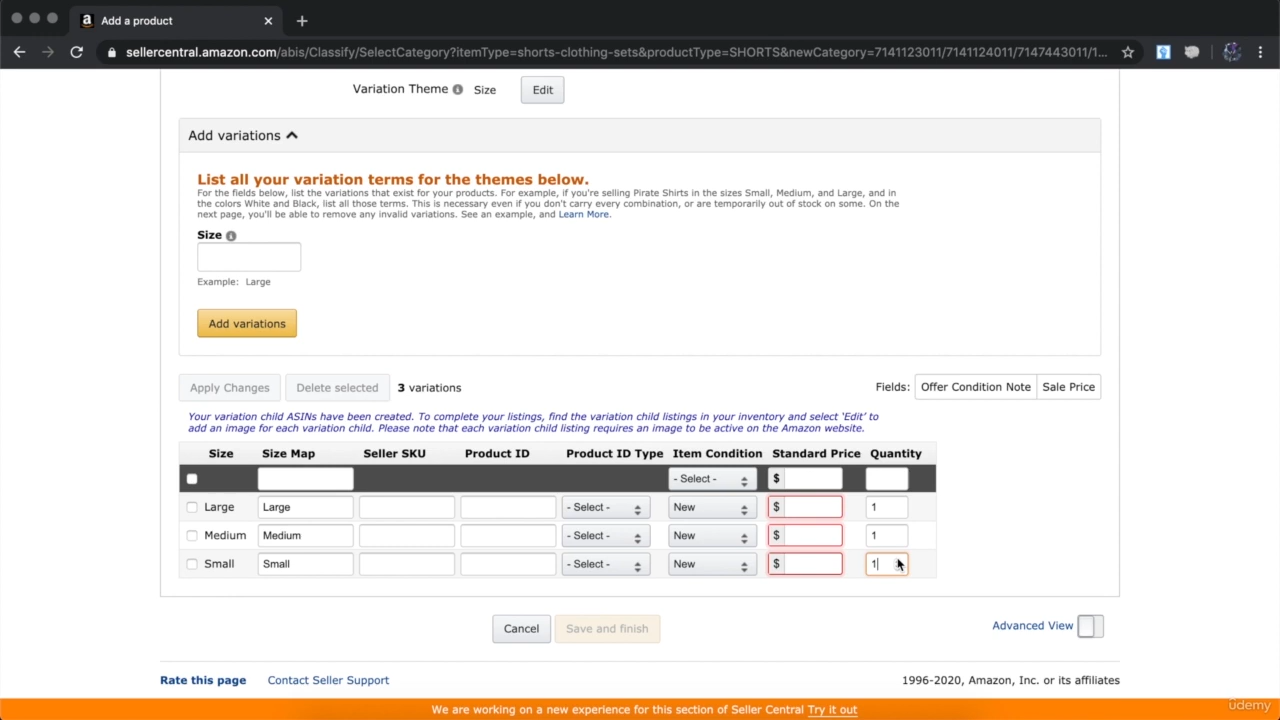 Add a product
sellercentral.amazon.com/abis/Classify/SelectCategory?itemType=shorts-clothing-sets&productType=SHORTS&newCategory=7141123011/7141124011/7147443011/1...
Variation Theme Size Edit
Add variations
List all your variation terms for the themes below.
For the fields below, list the variations that exist for your products. For example, if you're selling Pirate Shirts in the sizes Small, Medium, and Large, and in
the colors White and Black, list all those terms. This is necessary even if you don't carry every combination, or are temporarily out of stock on some. On the
next page, you'll be able to remove any invalid variations. See an example, and Learn More.
Size
Example: Large
Add variations
Apply Changes Delete selected 3 variations Fields: Offer Condition Note Sale Price
Your variation child ASINs have been created. To complete your listings, find the variation child listings in your inventory and select 'Edit' to
add an image for each variation child. Please note that each variation child listing requires an image to be active on the Amazon website.
Size Size Map Seller SKU Product ID Product ID Type Item Condition Standard Price Quantity
- Select - $
Large Large - Select - New $ 1
Medium Medium - Select - New $ 1
Small Small - Select - New $ 1
Cancel Save and finish Advanced View
Rate this page Contact Seller Support 1996-2020, Amazon, Inc. or its affiliates
We are working on a new experience for this section of Seller Central Try it out
ûdemy